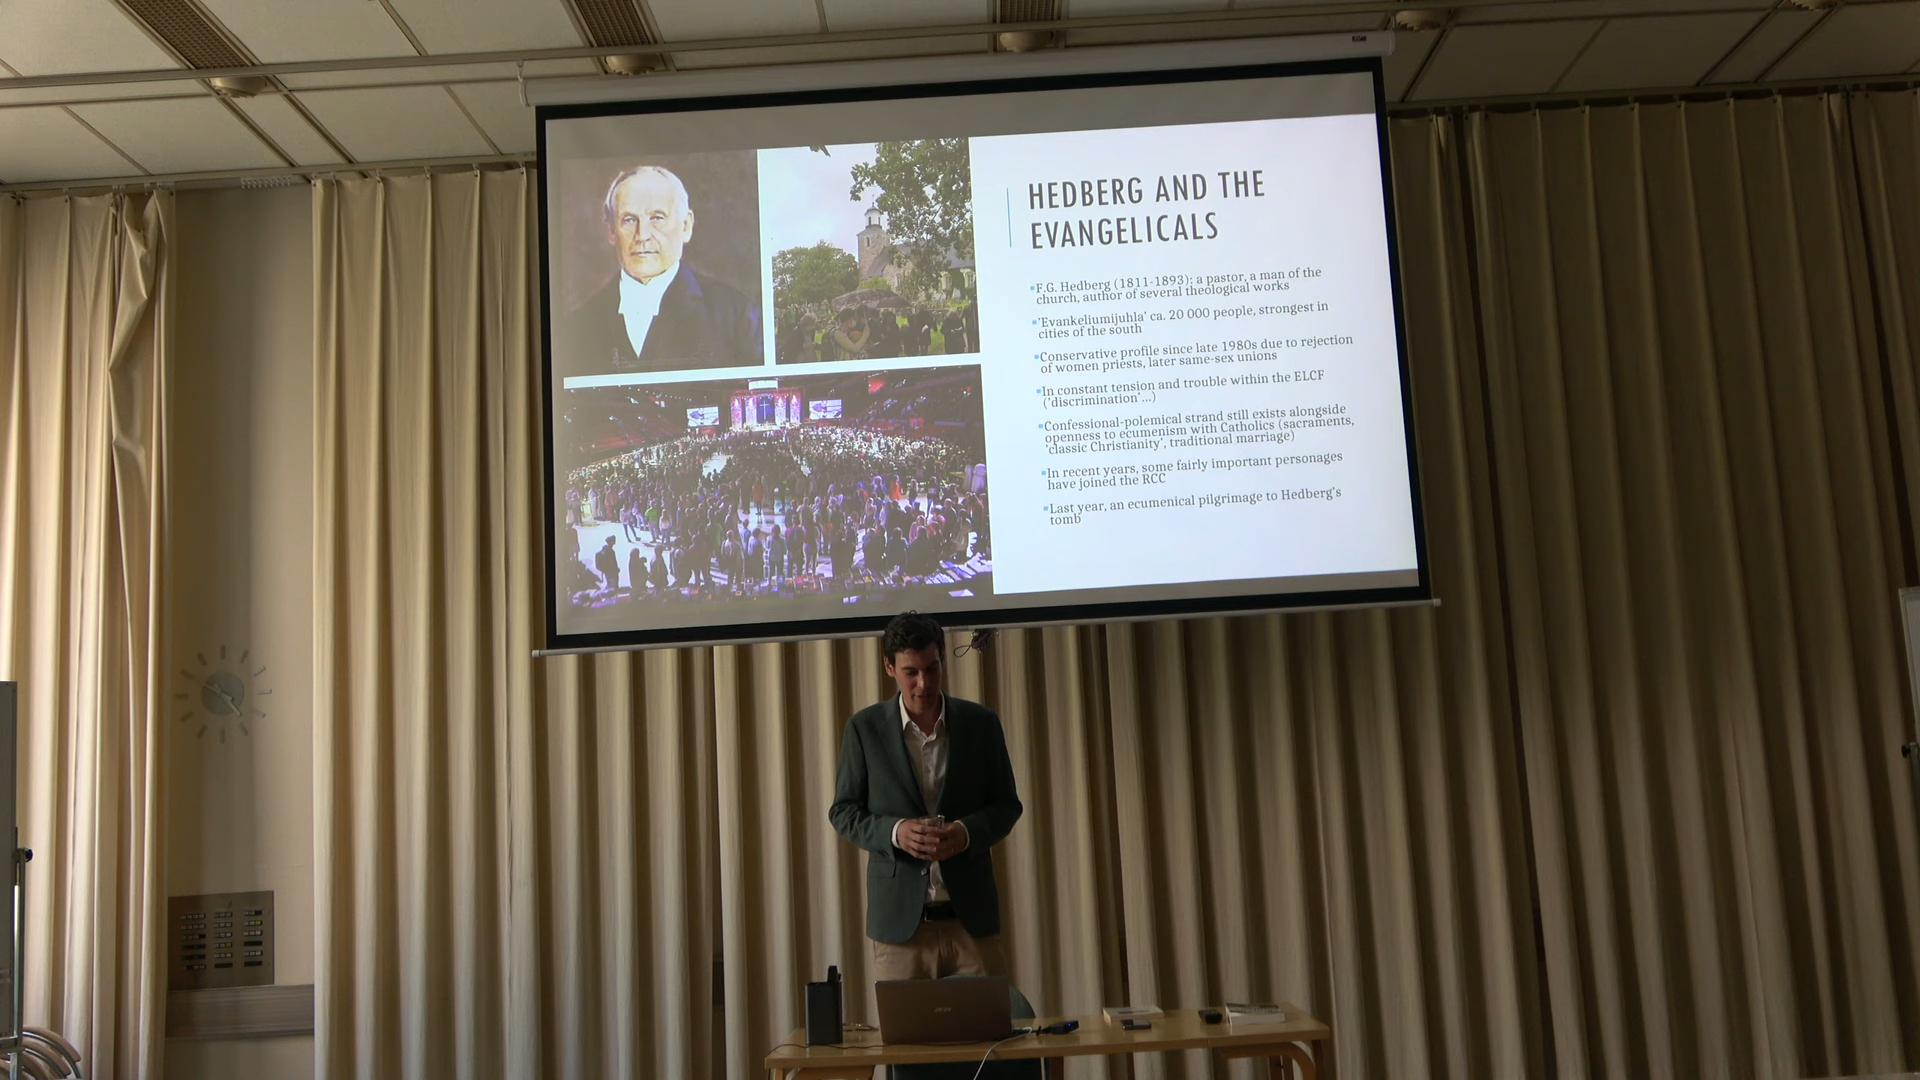 HEDBERG AND THE
EVANGELICALS
F.G. Hedberg (1811-1893): a pastor, a man of the
church, author of several theological works
'Evankeliumijuhla' ca. 20 000 people, strongest in
cities of the south
Conservative profile since late 1980s due to rejection
of women priests, later same-sex unions
In constant tension and trouble within the ELCF
('discrimination'...)
Confessional-polemical strand still exists alongside
openness to ecumenism with Catholics (sacraments,
'classic Christianity', traditional marriage)
In recent years, some fairly important personages
have joined the RCC
Last year, an ecumenical pilgrimage to Hedberg's
tomb
acer